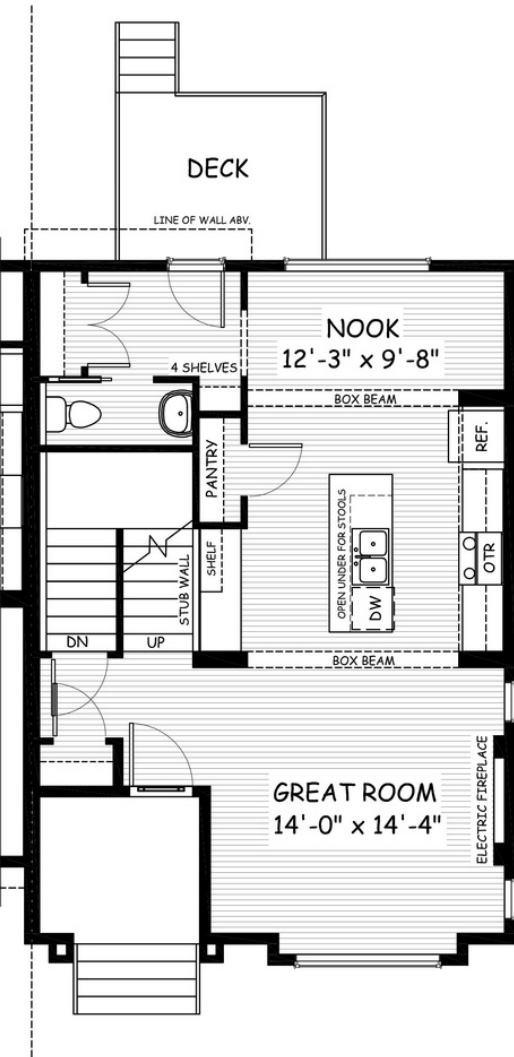 DECK
LINE OF WALL ABV.
NOOK
12'-3" x 9'-8"
4 SHELVES
BOX BEAM
REF.
PANTRY
OPEN UNDER FOR STOOLS
OTR
SHELF
STUB WALL
DW
DN
UP
BOX BEAM
ELECTRIC FIREPLACE
GREAT ROOM
14'-0" x 14'-4"